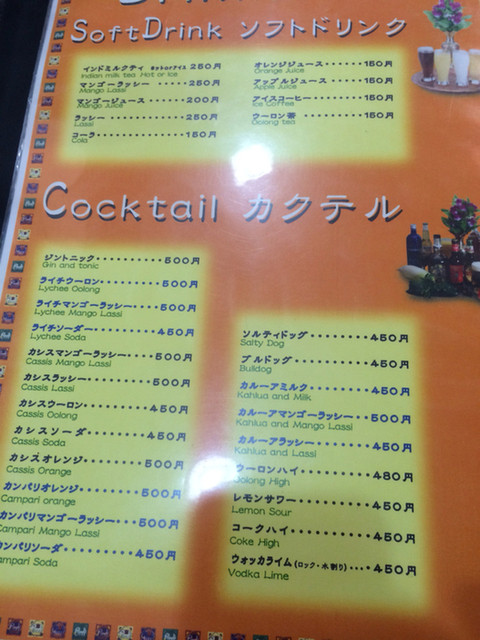 SoftDrink ソフトドリンク
インドミルクティ ホットorアイス 250円
Indian milk tea Hot or Ice
マンゴーラッシー ・・・・・250円
Mango Lassi
マンゴージュース ・・・・・200円
Mango Juice
ラッシー ・・・・・・・・・250円
Lassi
コーラ・・・・・・・・・・150円
Cola
オレンジジュース・・・・・・150円
Orange Juice
アップルジュース・・・・・・150円
Apple Juice
アイスコーヒー・・・・・・・150円
Ice Coffee
ウーロン茶 ・・・・・・・・150円
Oolong tea
Cocktail カクテル
ジントニック・・・・・・・・・・500円
Gin and tonic
ライチウーロン・・・・・・・・・500円
Lychee Oolong
ライチマンゴーラッシー・・・・・500円
Lychee Mango Lassi
ライチソーダー・・・・・・・・・450円
Lychee Soda
カシスマンゴーラッシー・・・・・500円
Cassis Mango Lassi
カシスラッシー・・・・・・・・・500円
Cassis Lassi
カシスウーロン・・・・・・・・・450円
Cassis Oolong
カシスソーダ・・・・・・・・・・450円
Cassis Soda
カシスオレンジ・・・・・・・・・500円
Cassis Orange
カンパリオレンジ・・・・・・・・500円
Campari orange
カンパリマンゴーラッシー・・・・500円
Campari Mango Lassi
カンパリソーダ・・・・・・・・・450円
Campari Soda
ソルティドッグ・・・・・・・・・450円
Salty Dog
ブルドッグ・・・・・・・・・・・450円
Bulldog
カルーアミルク・・・・・・・・・450円
Kahlua and Milk
カルーアマンゴーラッシー・・・・500円
Kahlua and Mango Lassi
カルーアラッシー・・・・・・・・450円
Kahlua and Lassi
ウーロンハイ・・・・・・・・・・480円
Oolong High
レモンサワー・・・・・・・・・・450円
Lemon Sour
コークハイ・・・・・・・・・・・450円
Coke High
ウォッカライム(ロック・水割り)・・・・450円
Vodka Lime